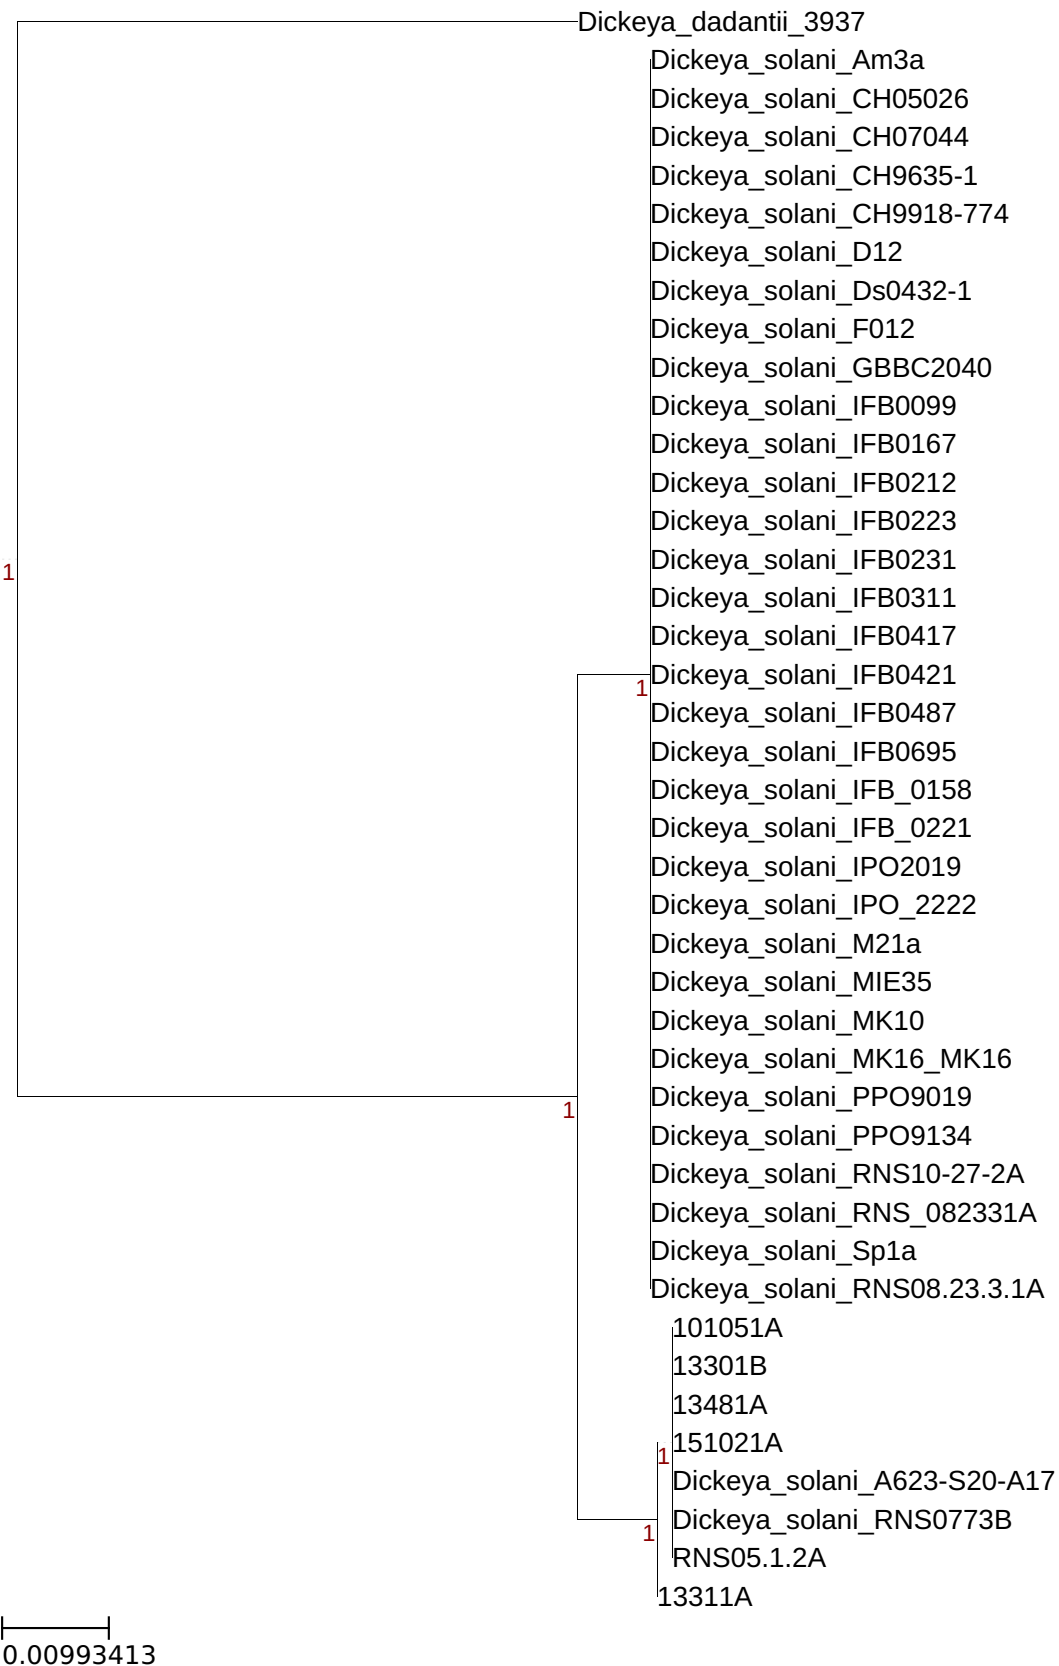 Dickeya_dadantii_3937
Dickeya_solani_Am3a
Dickeya_solani_CH05026
Dickeya_solani_CH07044
Dickeya_solani_CH9635-1
Dickeya_solani_CH9918-774
Dickeya_solani_D12
Dickeya_solani_Ds0432-1
Dickeya_solani_F012
Dickeya_solani_GBBC2040
Dickeya_solani_IFB0099
Dickeya_solani_IFB0167
Dickeya_solani_IFB0212
Dickeya_solani_IFB0223
Dickeya_solani_IFB0231
1
Dickeya_solani_IFB0311
Dickeya_solani_IFB0417
Dickeya_solani_IFB0421
1
Dickeya_solani_IFB0487
Dickeya_solani_IFB0695
Dickeya_solani_IFB_0158
Dickeya_solani_IFB_0221
Dickeya_solani_IPO2019
Dickeya_solani_IPO_2222
Dickeya_solani_M21a
Dickeya_solani_MIE35
Dickeya_solani_MK10
Dickeya_solani_MK16_MK16
Dickeya_solani_PPO9019
1
Dickeya_solani_PPO9134
Dickeya_solani_RNS10-27-2A
Dickeya_solani_RNS_082331A
Dickeya_solani_Sp1a
Dickeya_solani_RNS08.23.3.1A
101051A
13301B
13481A
151021A
1
Dickeya_solani_A623-S20-A17
Dickeya_solani_RNS0773B
1
RNS05.1.2A
13311A
0.00993413